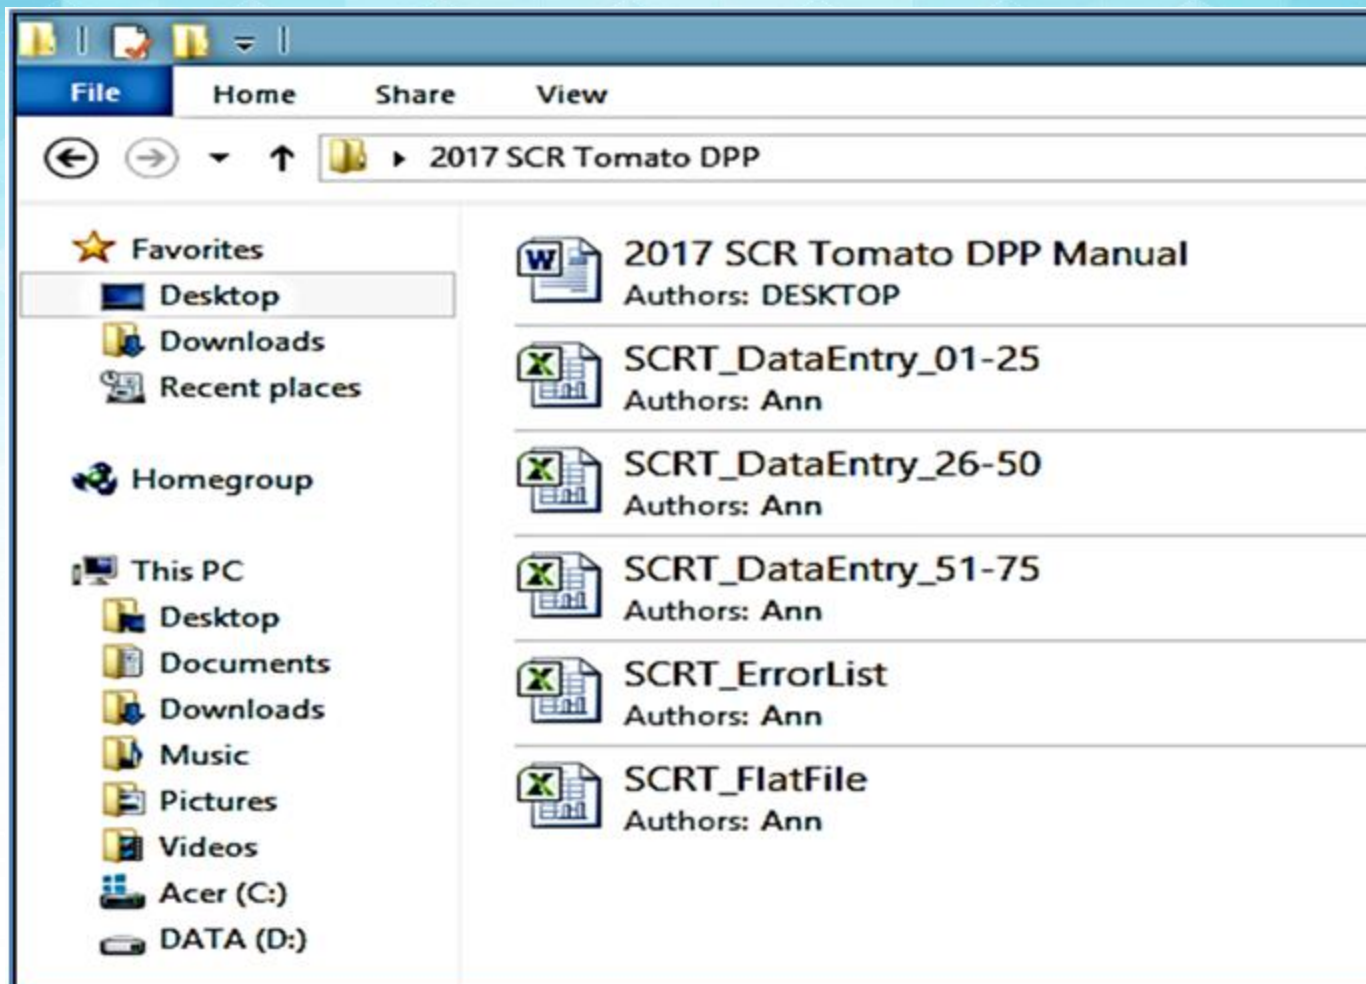 File Home Share View
2017 SCR Tomato DPP
Favorites
Desktop
Downloads
Recent places
Homegroup
This PC
Desktop
Documents
Downloads
Music
Pictures
Videos
Acer (C:)
DATA (D:)
2017 SCR Tomato DPP Manual
Authors: DESKTOP
SCRT_DataEntry_01-25
Authors: Ann
SCRT_DataEntry_26-50
Authors: Ann
SCRT_DataEntry_51-75
Authors: Ann
SCRT_ErrorList
Authors: Ann
SCRT_FlatFile
Authors: Ann